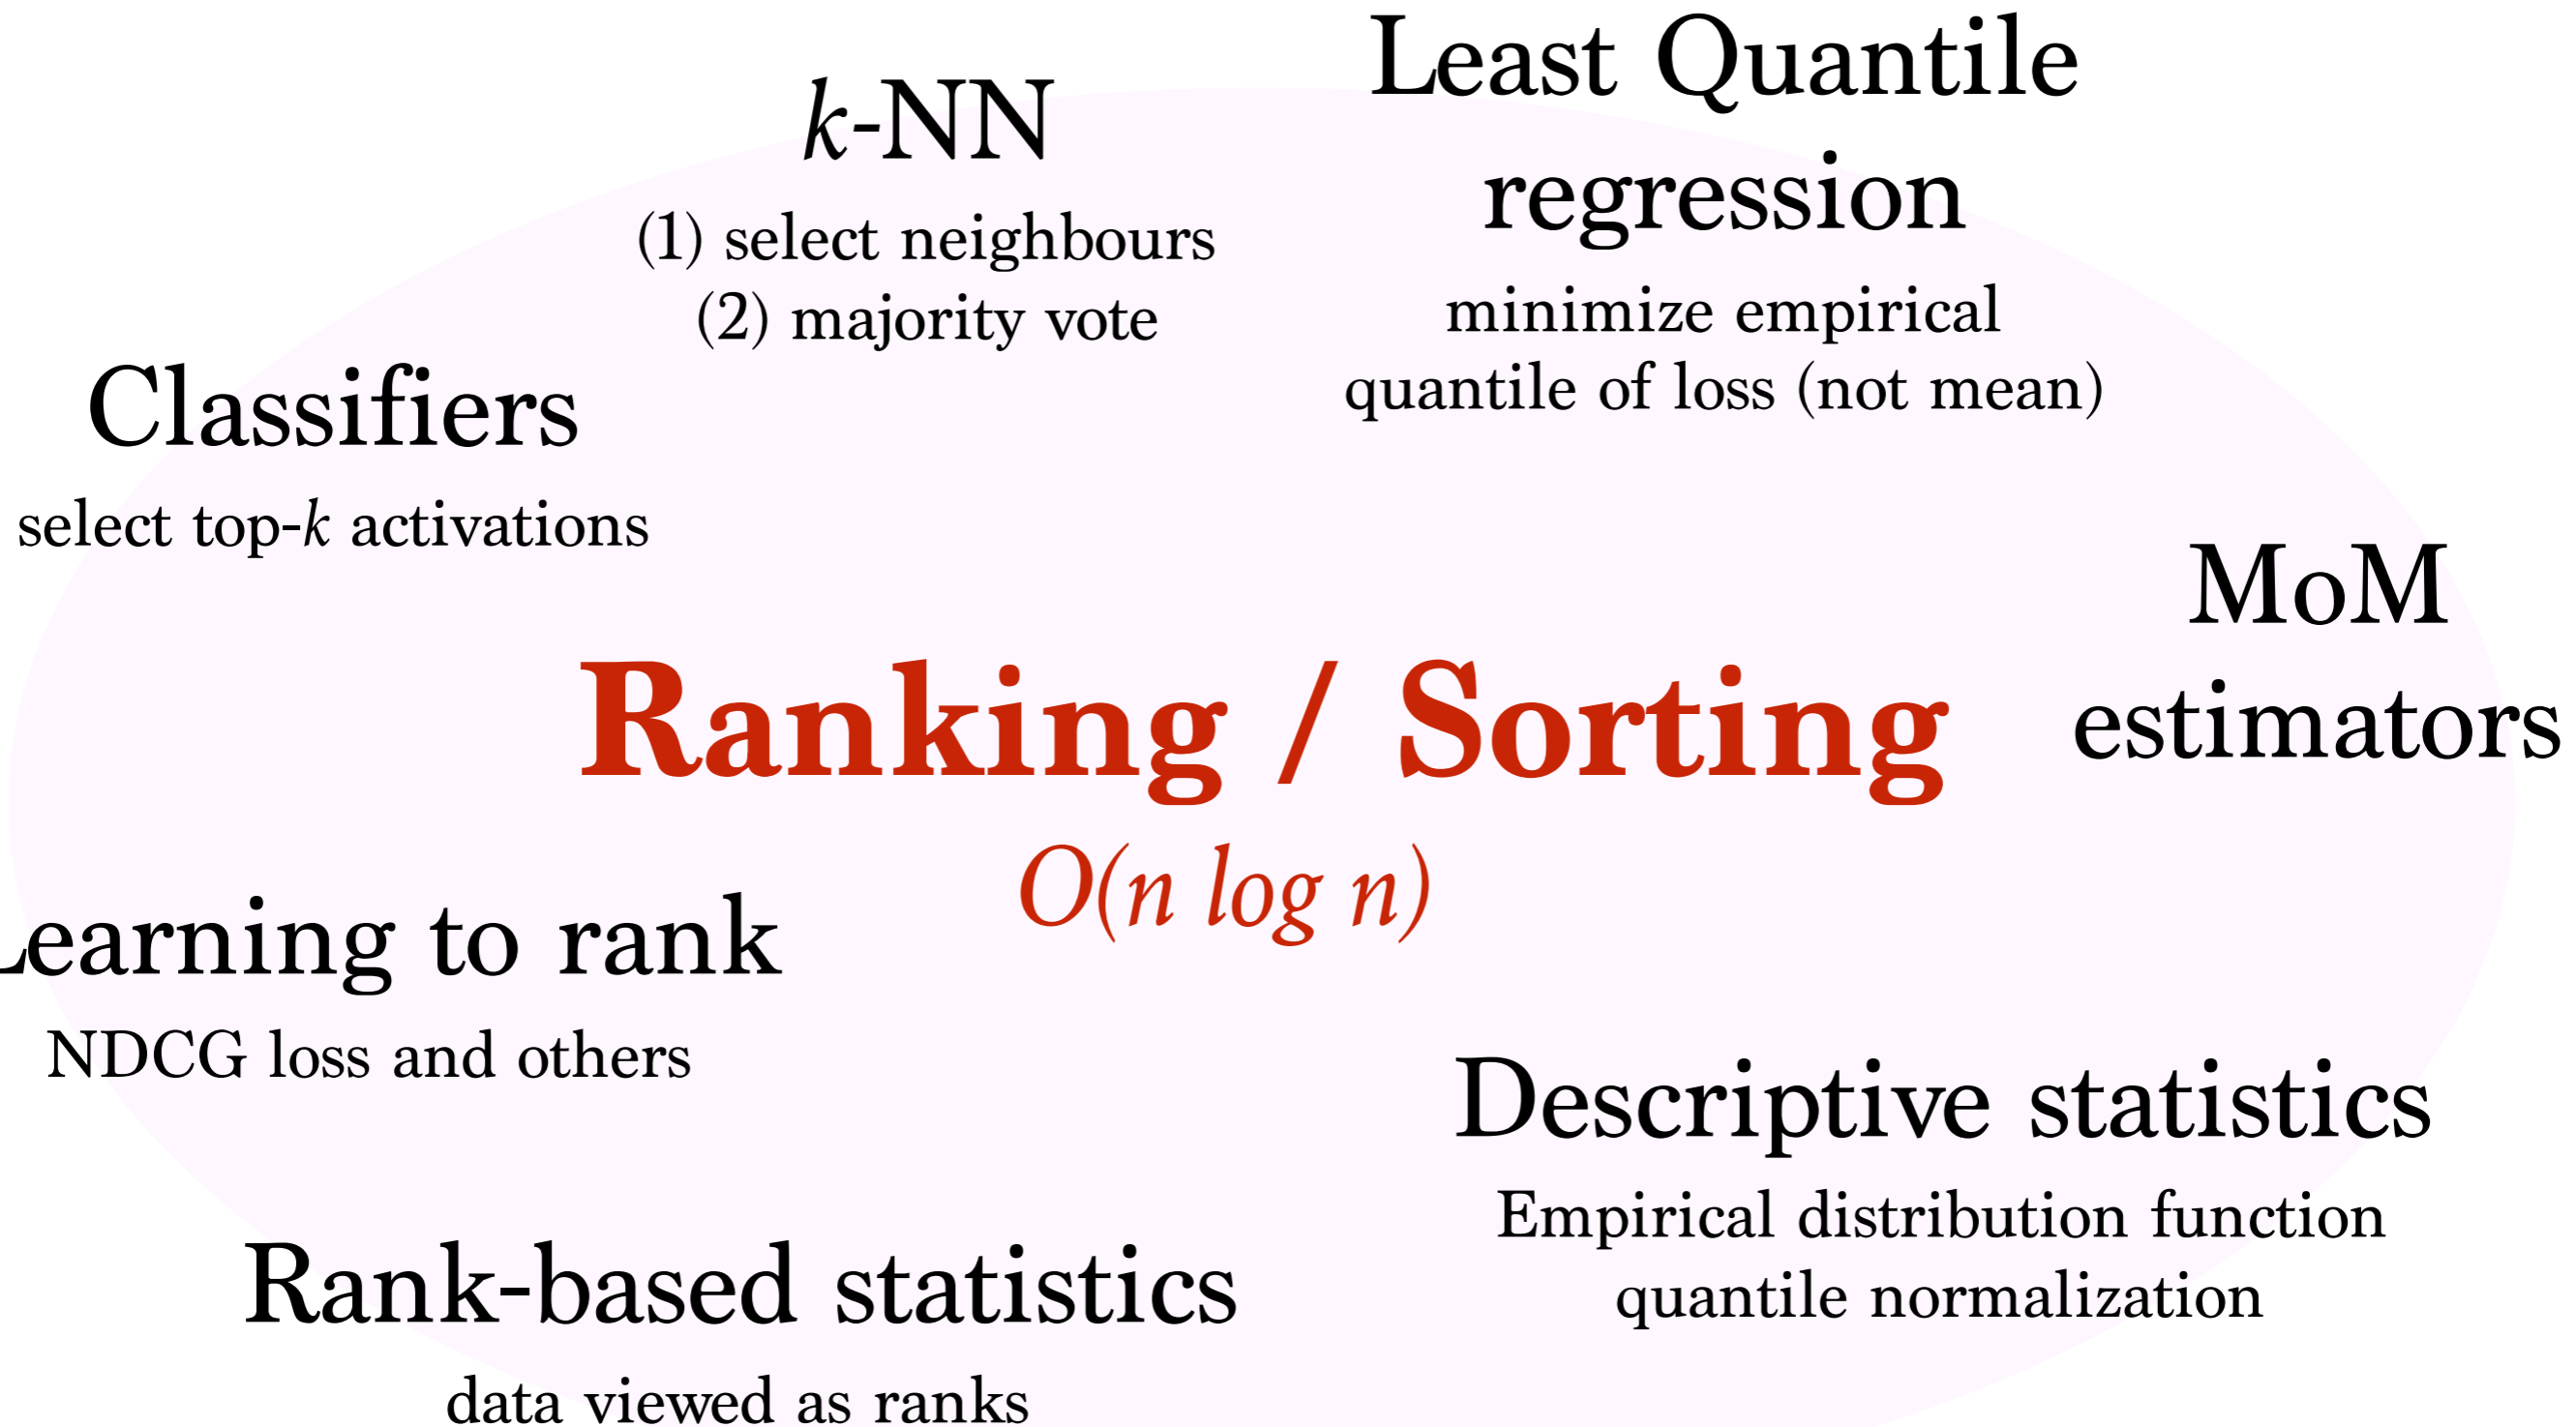 k-NN
(1) select neighbours
(2) majority vote
Least Quantile
regression
minimize empirical
quantile of loss (not mean)
Classifiers
select top-k activations
MoM
estimators
Ranking / Sorting
O(n log n)
Learning to rank
NDCG loss and others
Descriptive statistics
Empirical distribution function
quantile normalization
Rank-based statistics
data viewed as ranks